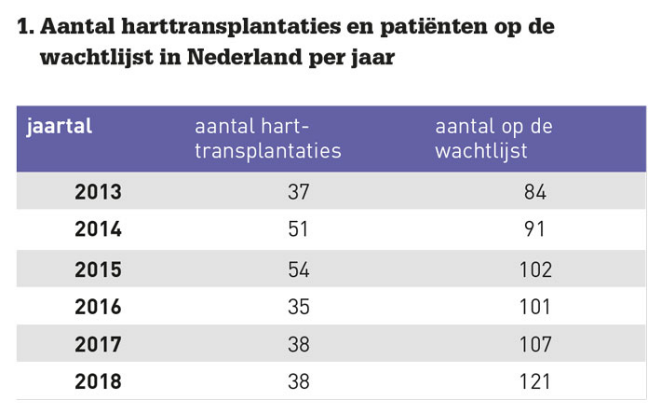 1. Aantal harttransplantaties en patiënten op de
wachtlijst in Nederland per jaar
jaartal aantal hart- aantal op de
transplantaties wachtlijst
2013 37 84
2014 51 91
2015 54 102
2016 35 101
2017 38 107
2018 38 121